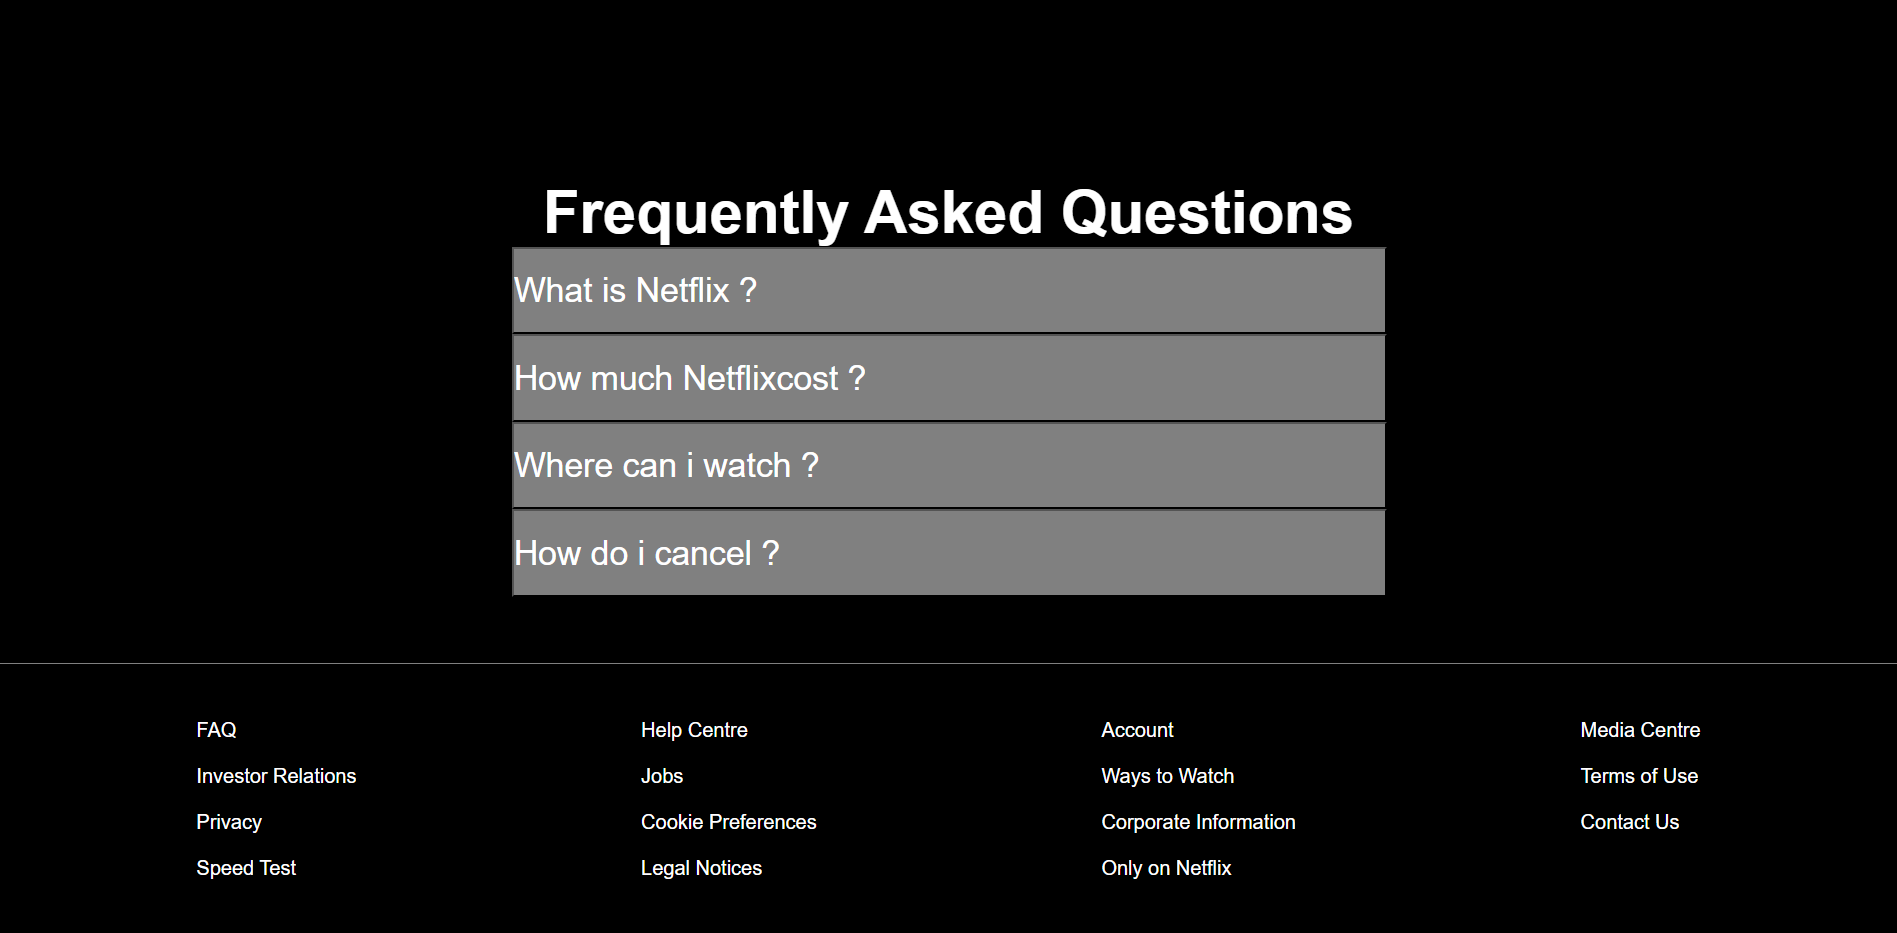 Frequently Asked Questions
What is Netflix ?
How much Netflixcost ?
Where can i watch ?
How do i cancel ?
FAQ
Investor Relations
Privacy
Speed Test
Help Centre
Jobs
Cookie Preferences
Legal Notices
Account
Ways to Watch
Corporate Information
Only on Netflix
Media Centre
Terms of Use
Contact Us